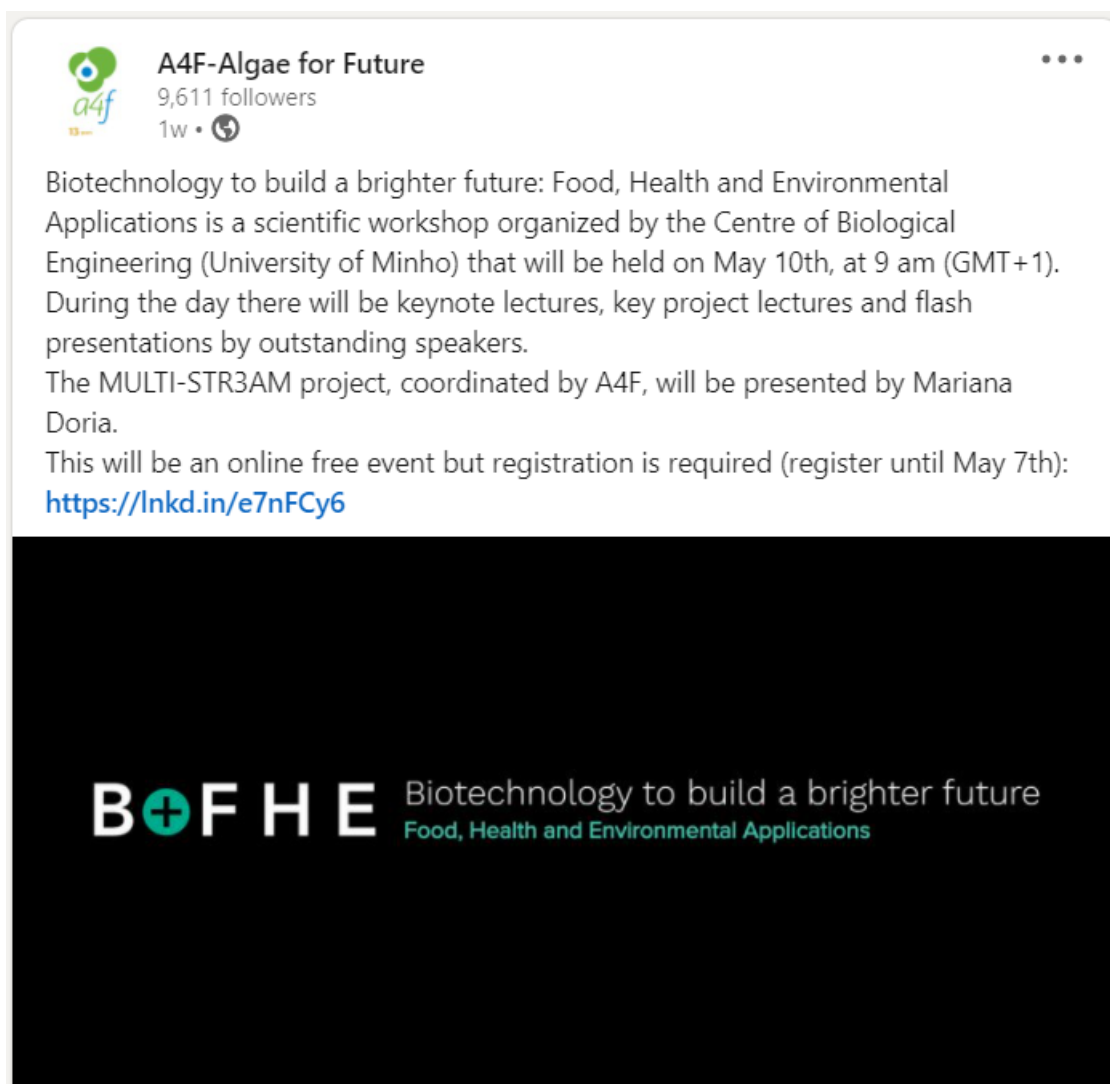 A4F-Algae for Future
9,611 followers
1w •
a4f
Biotechnology to build a brighter future: Food, Health and Environmental
Applications is a scientific workshop organized by the Centre of Biological
Engineering (University of Minho) that will be held on May 10th, at 9 am (GMT+1).
During the day there will be keynote lectures, key project lectures and flash
presentations by outstanding speakers.
The MULTI-STR3AM project, coordinated by A4F, will be presented by Mariana
Doria.
This will be an online free event but registration is required (register until May 7th):
https://lnkd.in/e7nFCy6
B+FHE
Biotechnology to build a brighter future
Food, Health and Environmental Applications